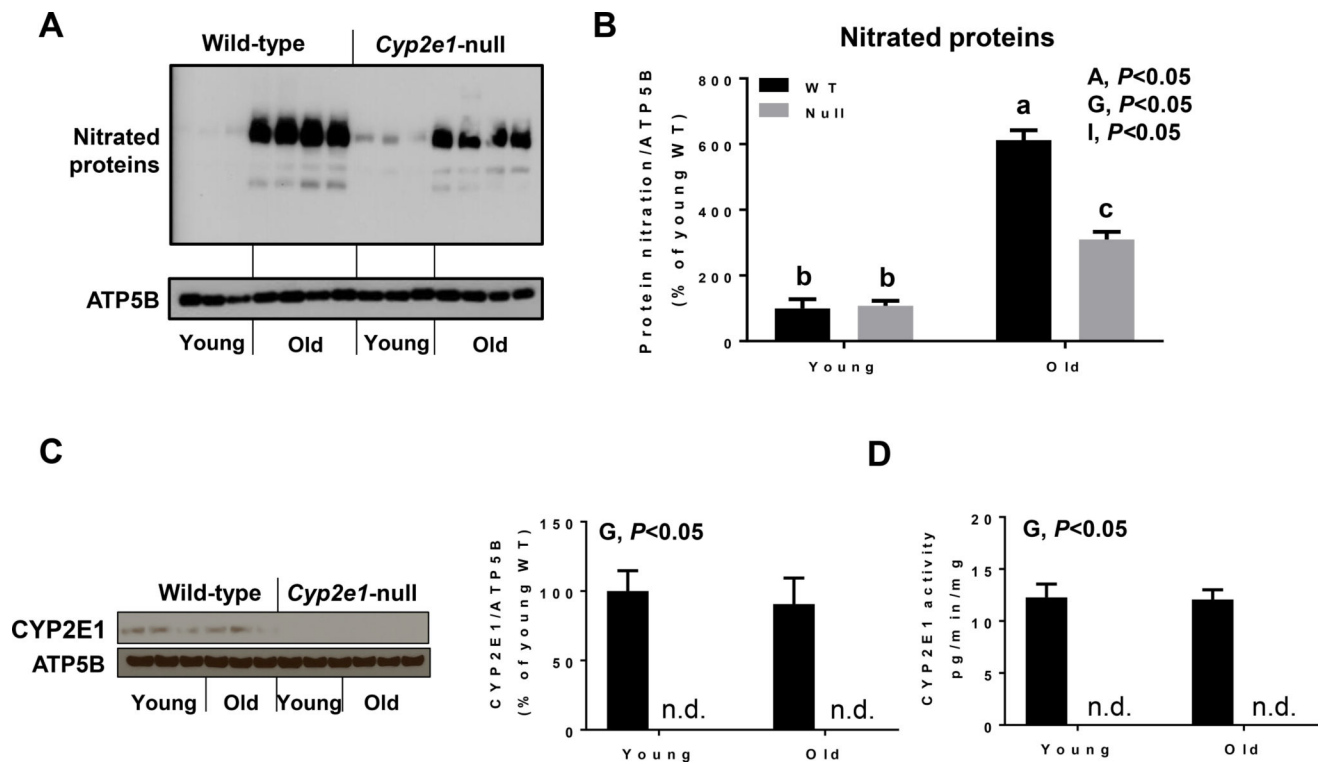 A
Wild-type
Cyp2e1-null
Nitrated
proteins
ATP5B
Young
Old
Young
Old
B
Nitrated proteins
Protein nitration/ATP5B
(% of young WT)
800
600
400
200
0
WT
Null
A, P<0.05
G, P<0.05
I, P<0.05
a
b
b
c
Young
Old
C
Wild-type
Cyp2e1-null
CYP2E1
ATP5B
Young
Old
Young
Old
CYP2E1/ATP5B
(% of young WT)
150
100
50
0
G, P<0.05
n.d.
n.d.
Young
Old
D
CYP2E1 activity
pg/min/mg
20
15
10
5
0
G, P<0.05
n.d.
n.d.
Young
Old